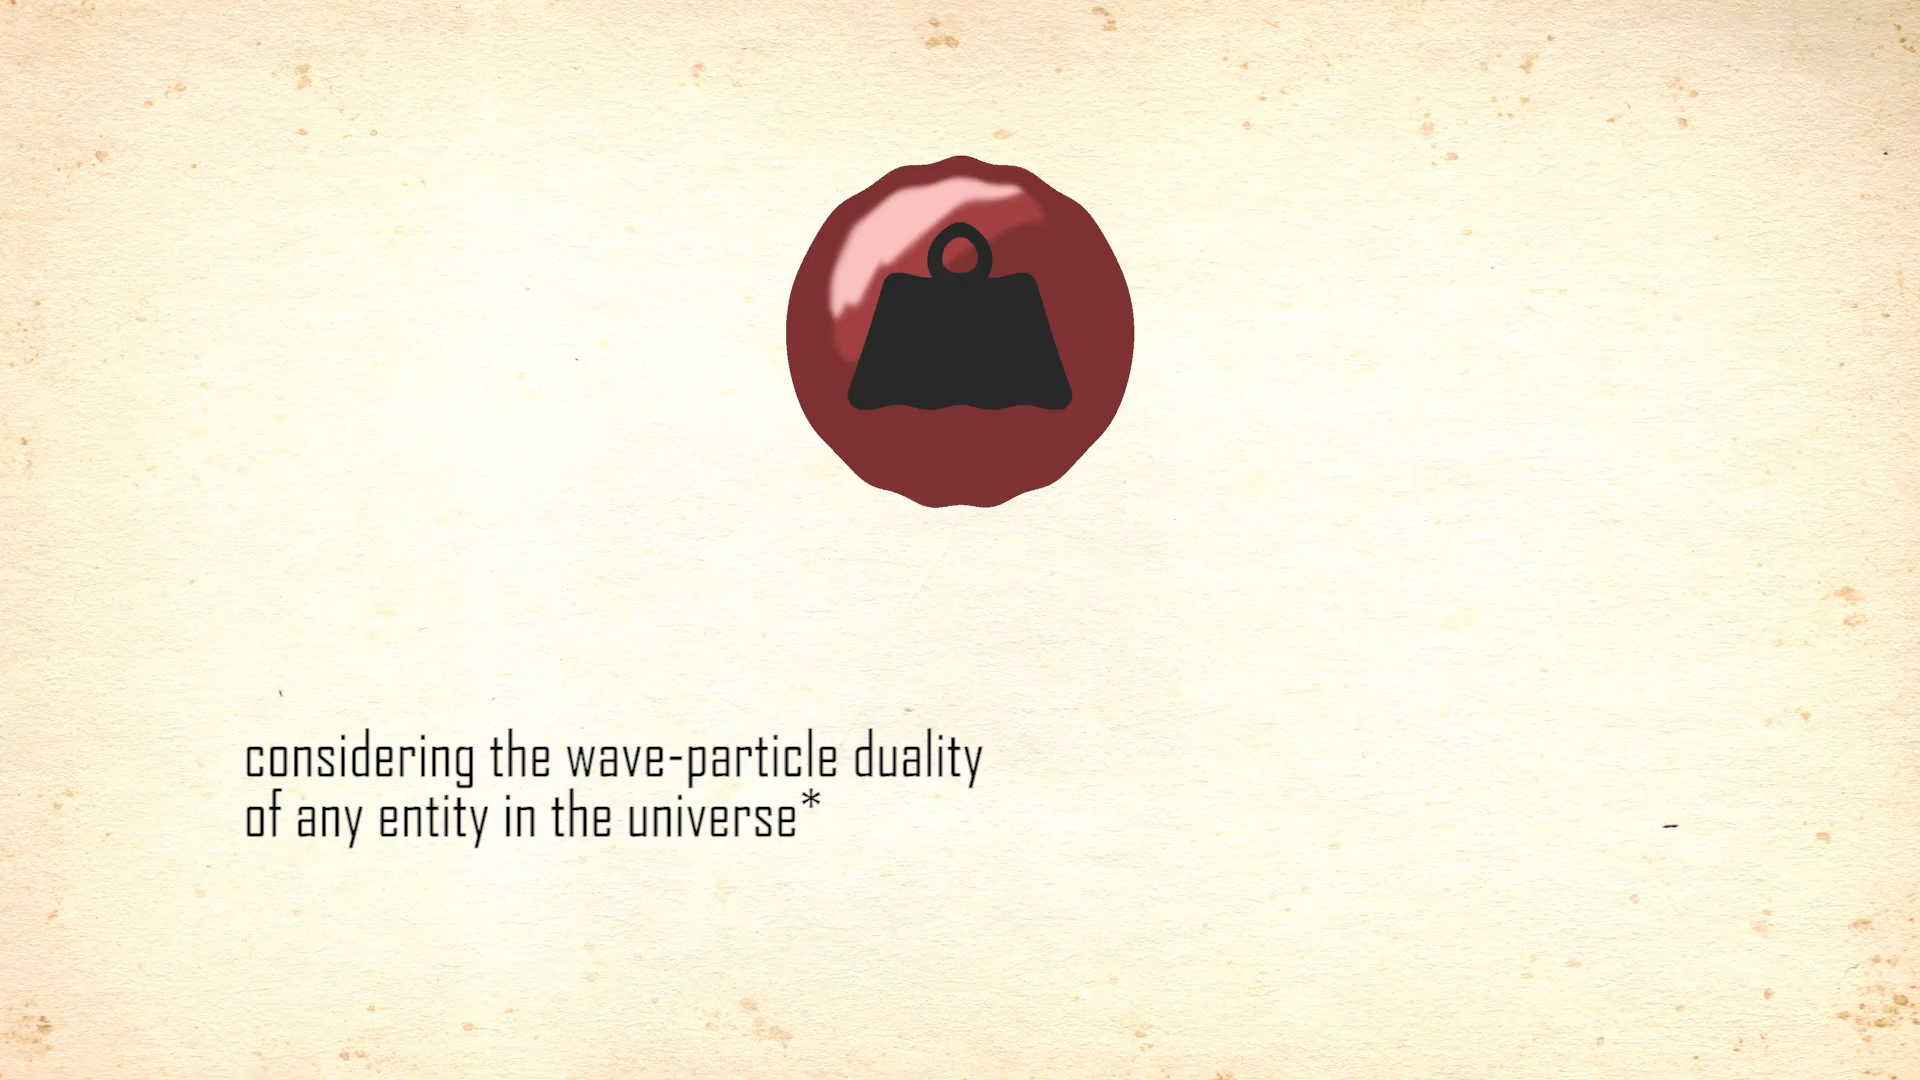 considering the wave-particle duality
of any entity in the universe*